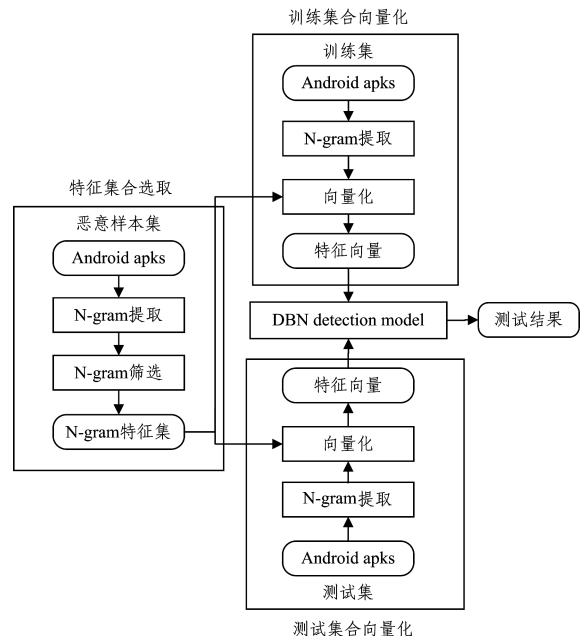 训练集合向量化
训练集
Android apks
N-gram提取
向量化
特征向量
特征集合选取
恶意样本集
Android apks
N-gram提取
N-gram筛选
N-gram特征集
DBN detection model
测试结果
特征向量
向量化
N-gram提取
Android apks
测试集
测试集合向量化